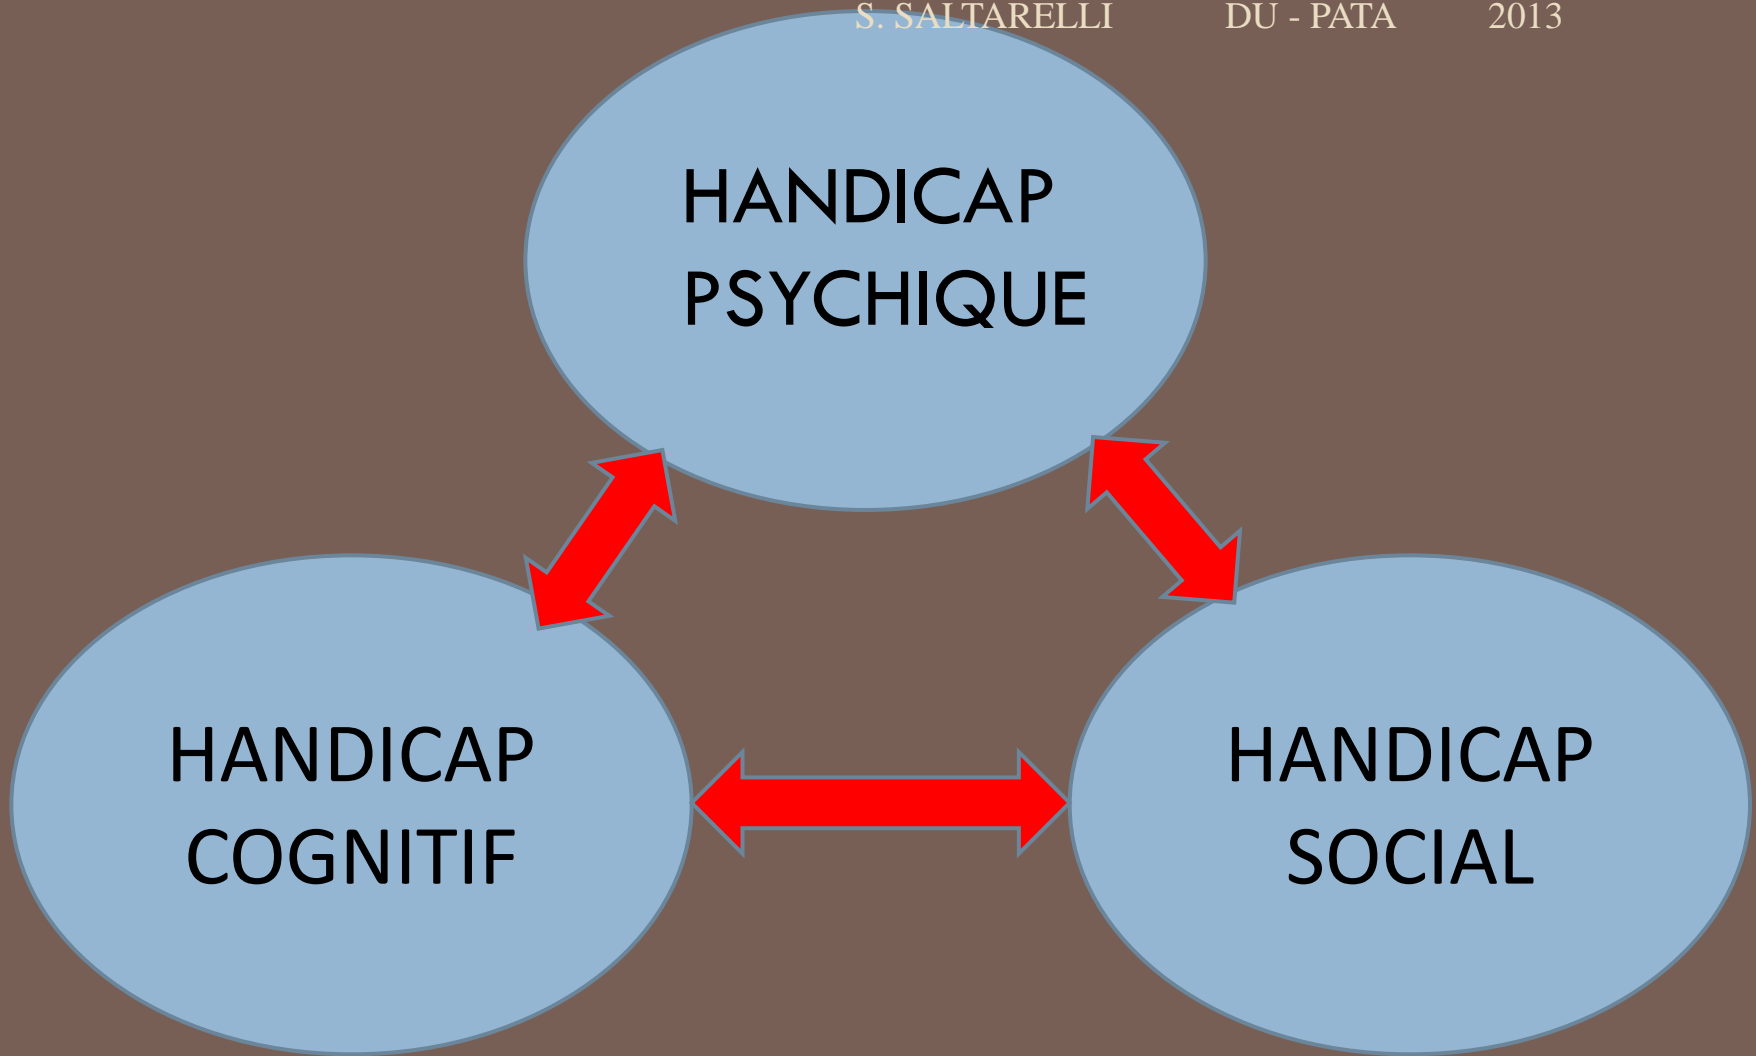 S. SALTARELLI DU - PATA 2013
HANDICAP
PSYCHIQUE
HANDICAP
COGNITIF
HANDICAP
SOCIAL